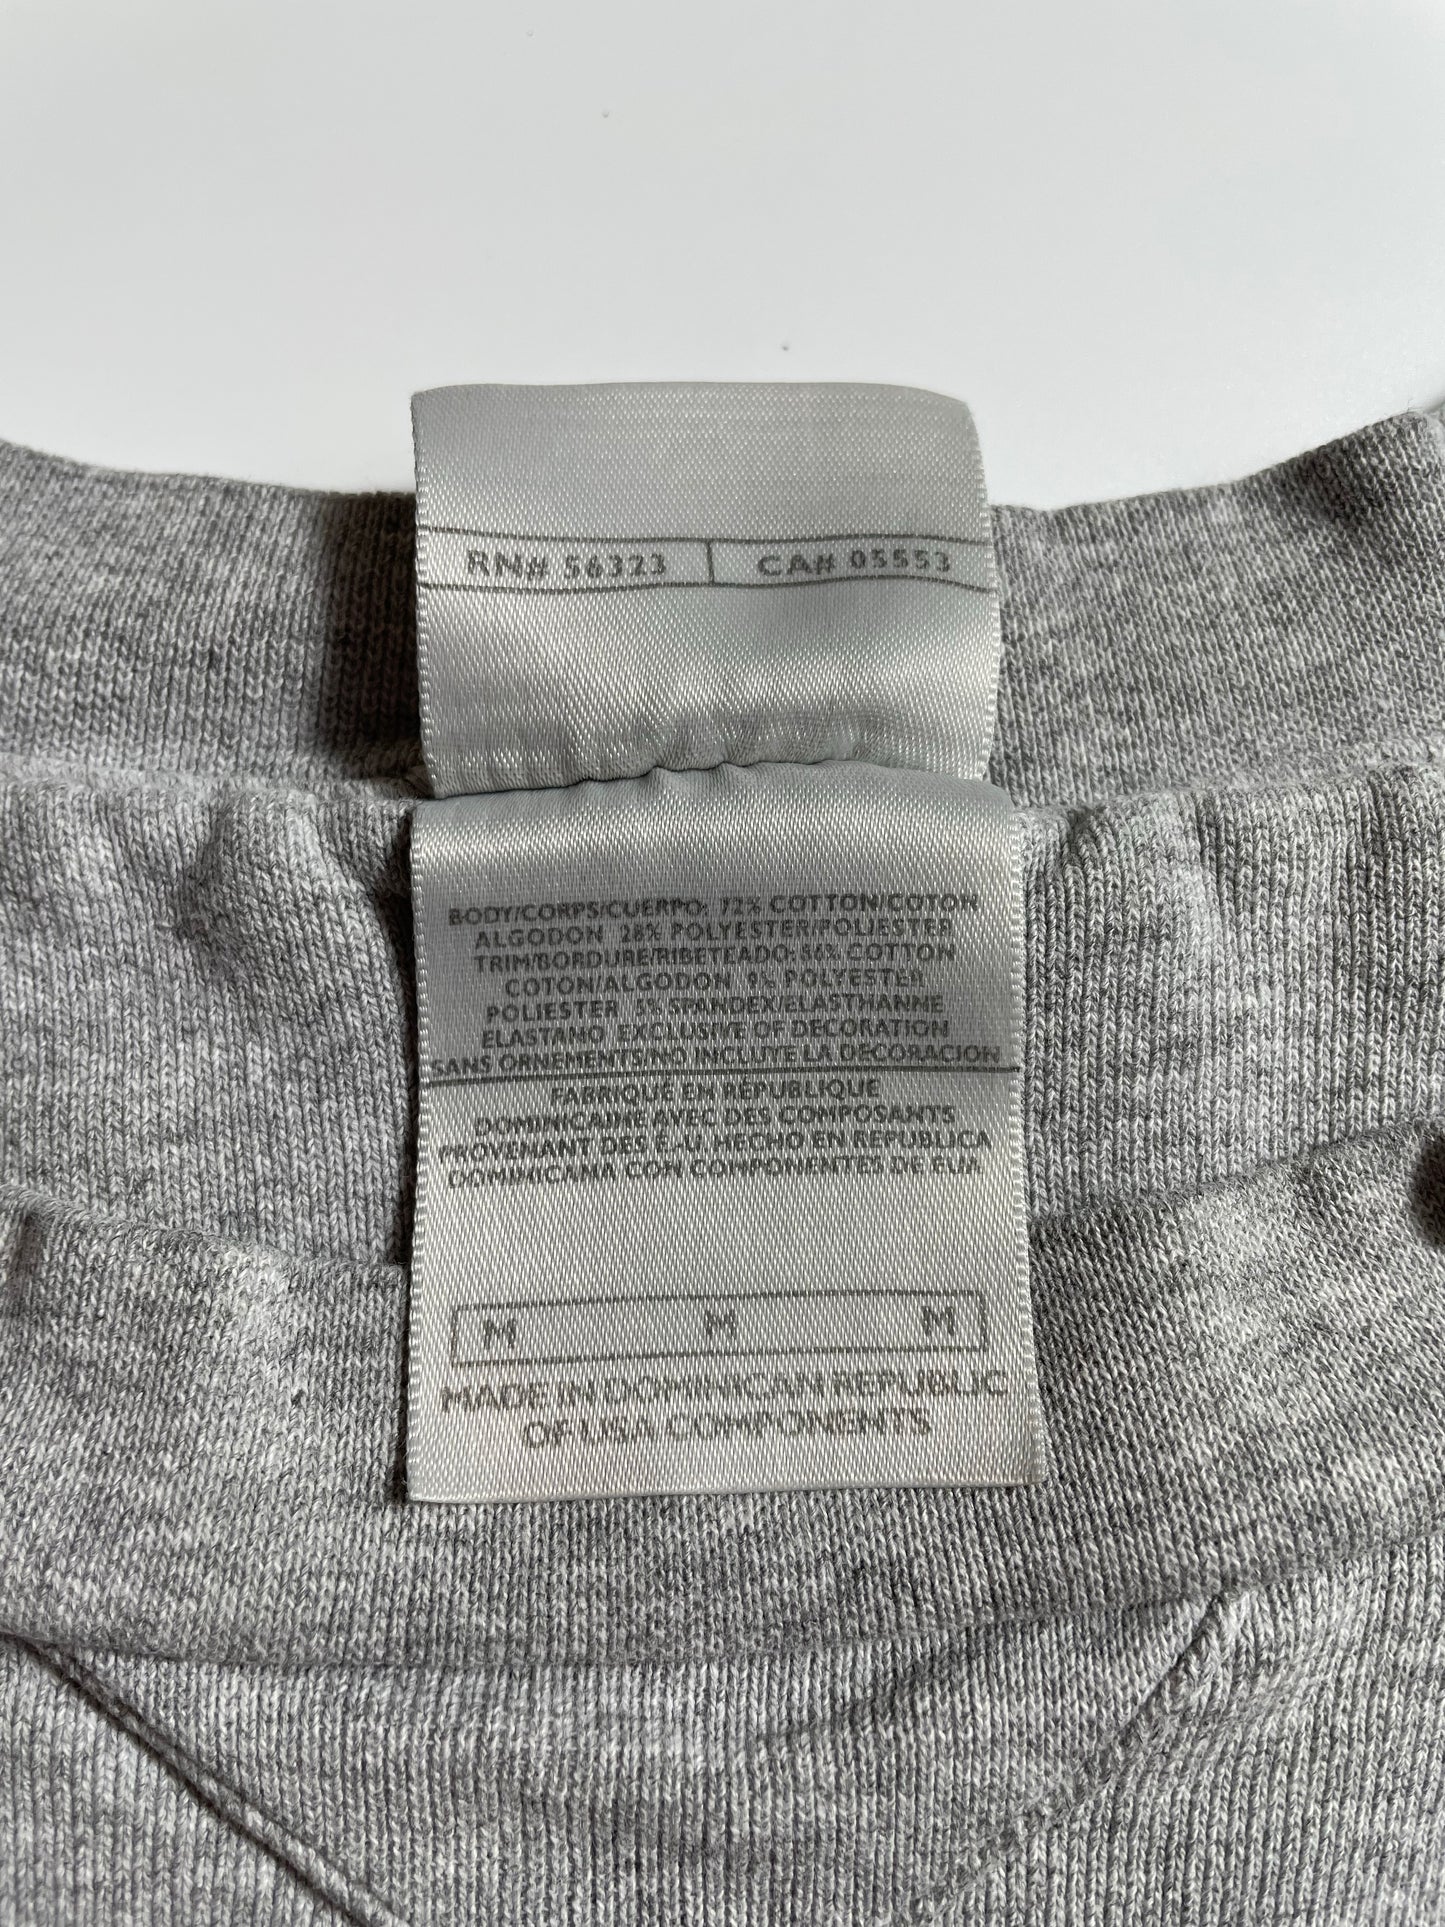 RN# 56323 CA# 05553
BODY/CORPS/CUERPO: 72% COTTON/COTON
ALGODON 28% POLYESTER/POLIESTER
TRIM/BORDURE/RIBETEADO: 86% COTTON
COTON/ALGODON 9% POLYESTER
POLIESTER 5% SPANDEX/ELASTHANNE
ELASTANO EXCLUSIVE OF DECORATION
SANS ORNEMENTS/NO INCLUYE LA DECORACION
FABRIQUÉ EN RÉPUBLIQUE
DOMINICAINE AVEC DES COMPOSANTS
PROVENANT DES É.-U. HECHO EN REPUBLICA
DOMINICANA CON COMPONENTES DE EUA
M M M
MADE IN DOMINICAN REPUBLIC
OF USA COMPONENTS